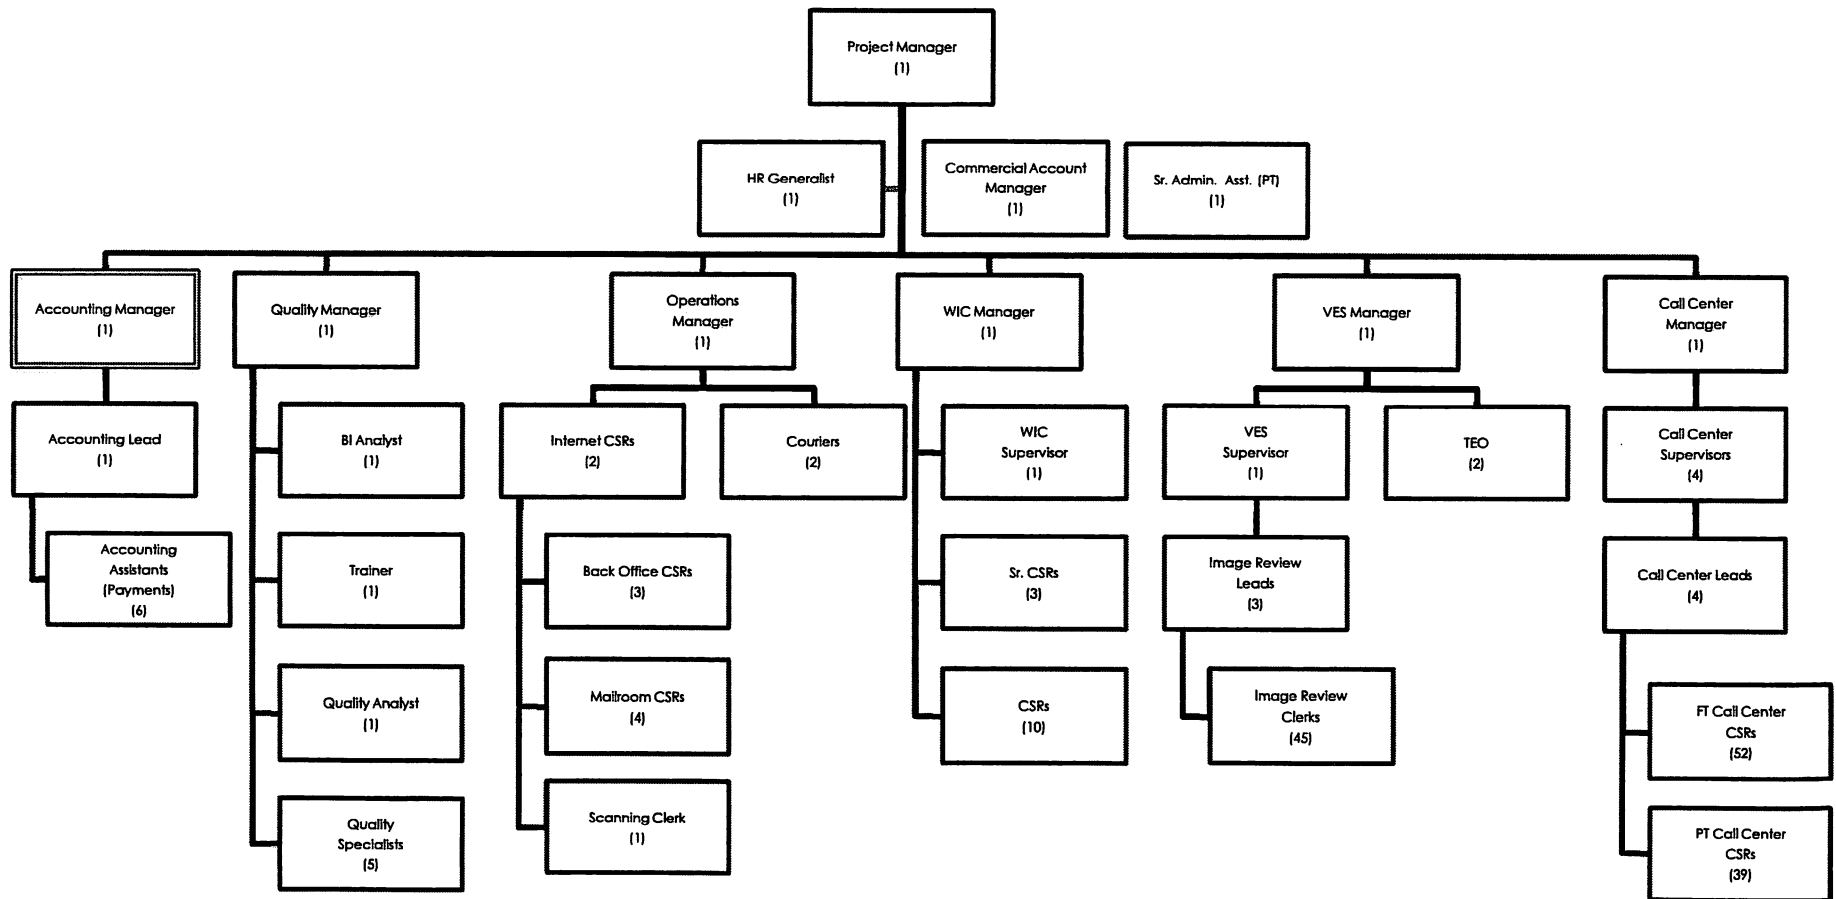 Project Manager
(1)
HR Generalist
(1)
Commercial Account
Manager
(1)
Sr. Admin. Asst. (PT)
(1)
Accounting Manager
(1)
Quality Manager
(1)
Operations
Manager
(1)
WIC Manager
(1)
VES Manager
(1)
Call Center
Manager
(1)
Accounting Lead
(1)
BI Analyst
(1)
Internet CSRs
(2)
Couriers
(2)
WIC
Supervisor
(1)
VES
Supervisor
(1)
TEO
(2)
Call Center
Supervisors
(4)
Accounting
Assistants
(Payments)
(6)
Trainer
(1)
Back Office CSRs
(3)
Sr. CSRs
(3)
Image Review
Leads
(3)
Call Center Leads
(4)
Quality Analyst
(1)
Mailroom CSRs
(4)
CSRs
(10)
Image Review
Clerks
(45)
FT Call Center
CSRs
(52)
Quality
Specialists
(5)
Scanning Clerk
(1)
PT Call Center
CSRs
(39)